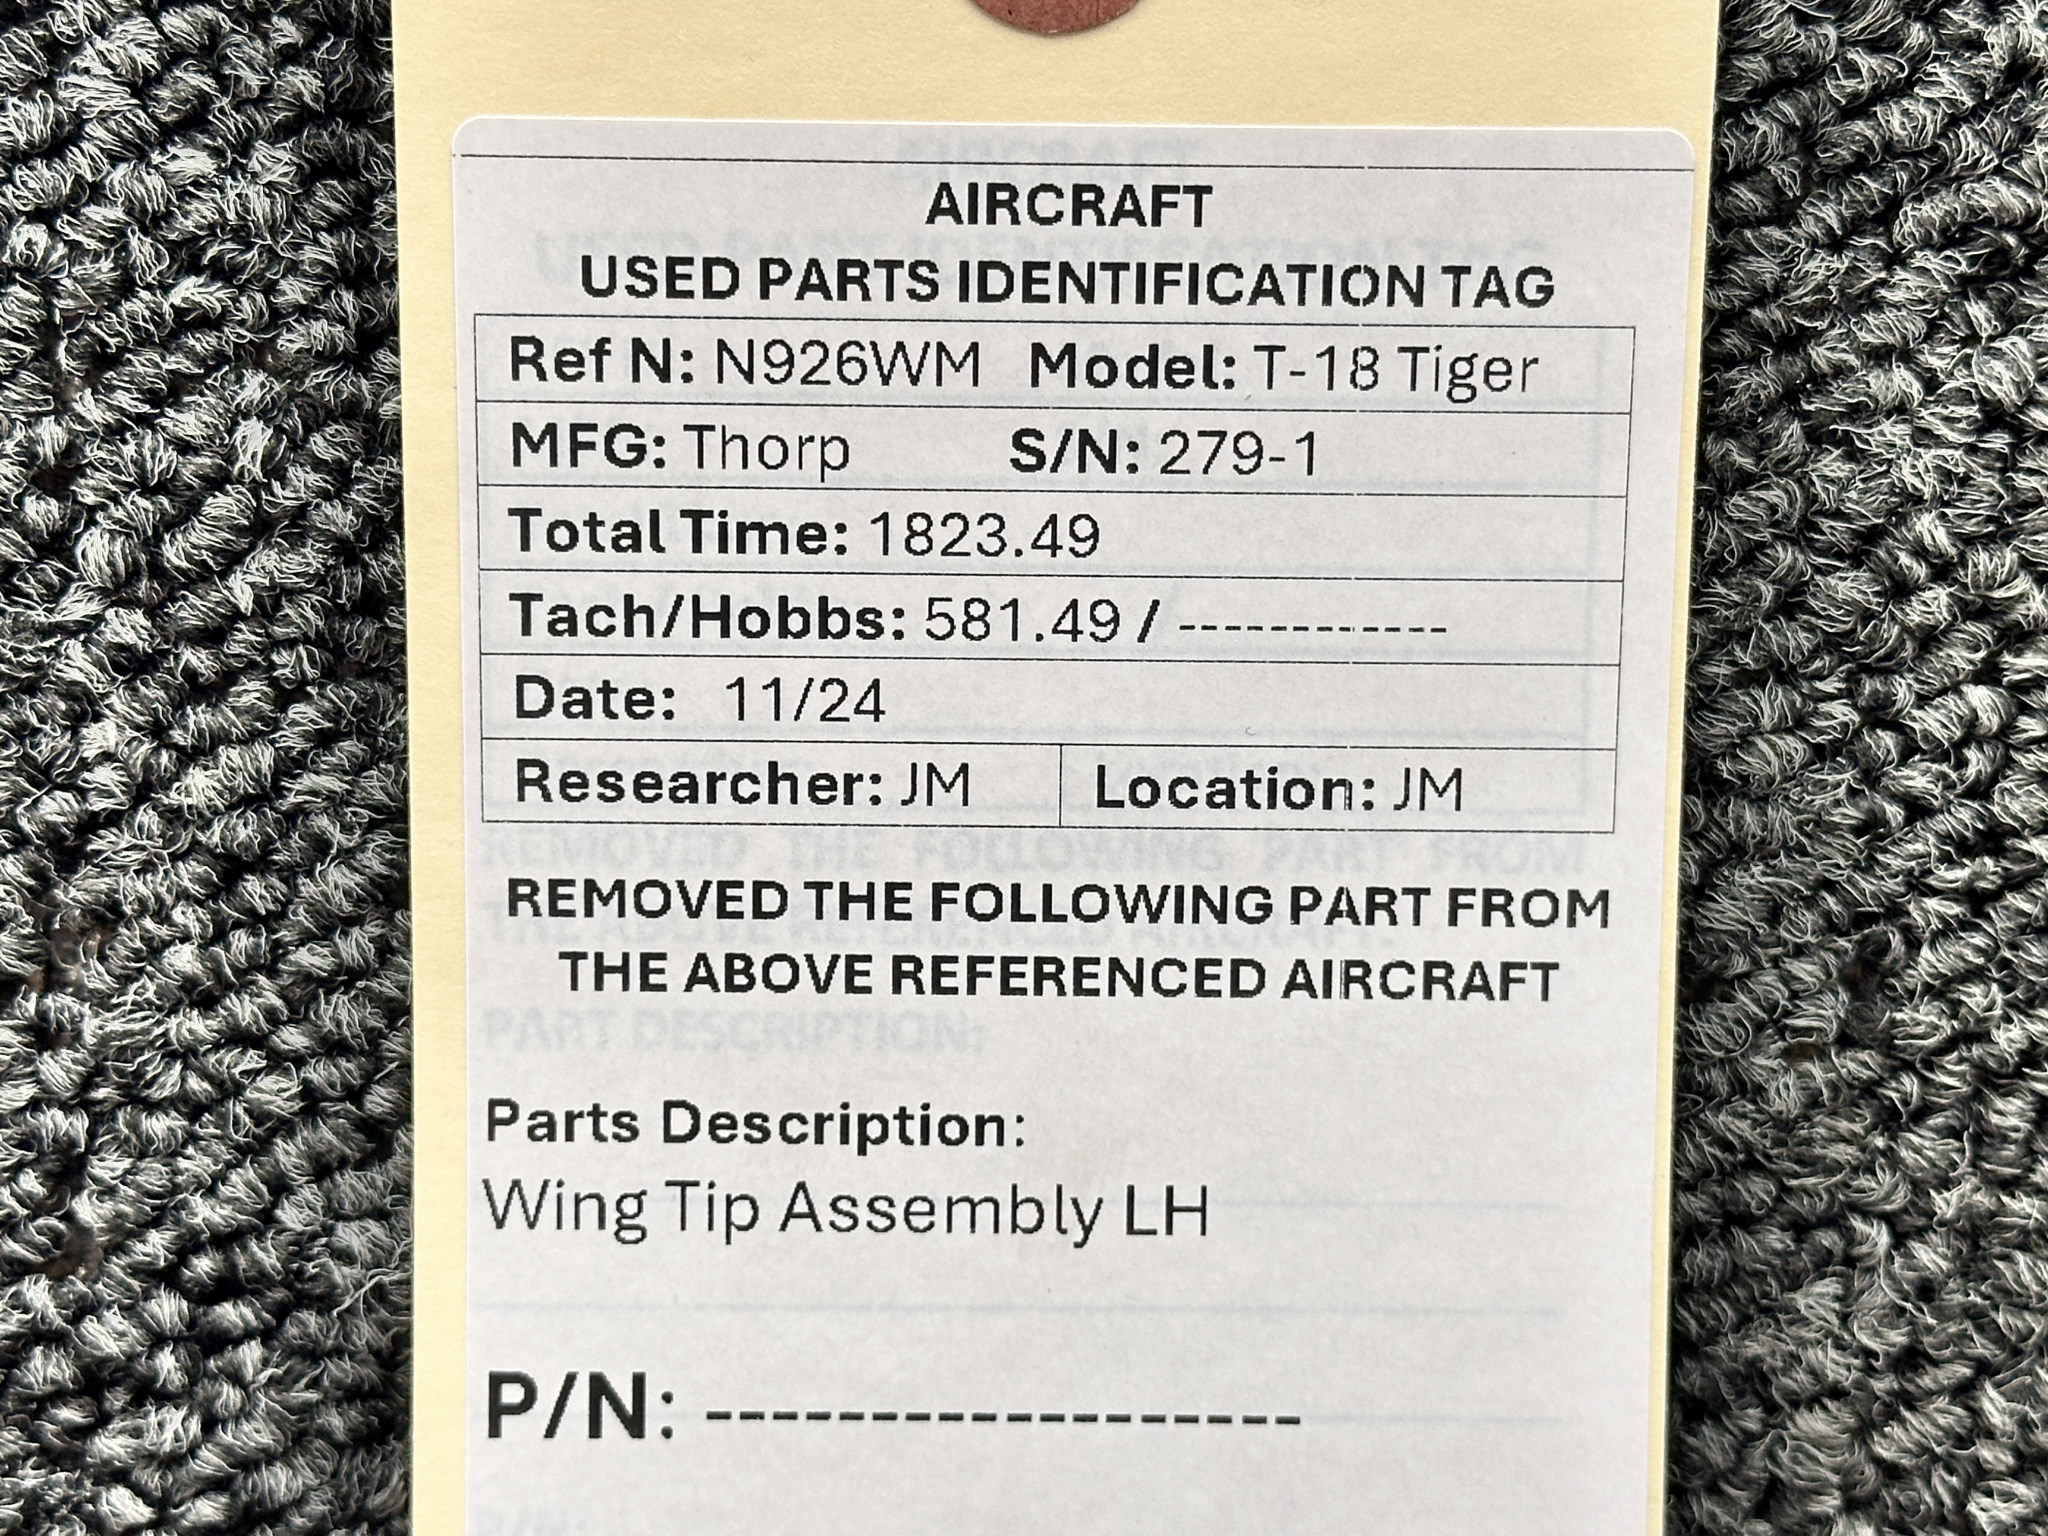 AIRCRAFT
USED PARTS IDENTIFICATION TAG
Ref N: N926WM Model: T-18 Tiger
MFG: Thorp S/N: 279-1
Total Time: 1823.49
Tach/Hobbs: 581.49 / ------------
Date: 11/24
Researcher: JM Location: JM
REMOVED THE FOLLOWING PART FROM
THE ABOVE REFERENCED AIRCRAFT
Parts Description:
Wing Tip Assembly LH
P/N: -------------------